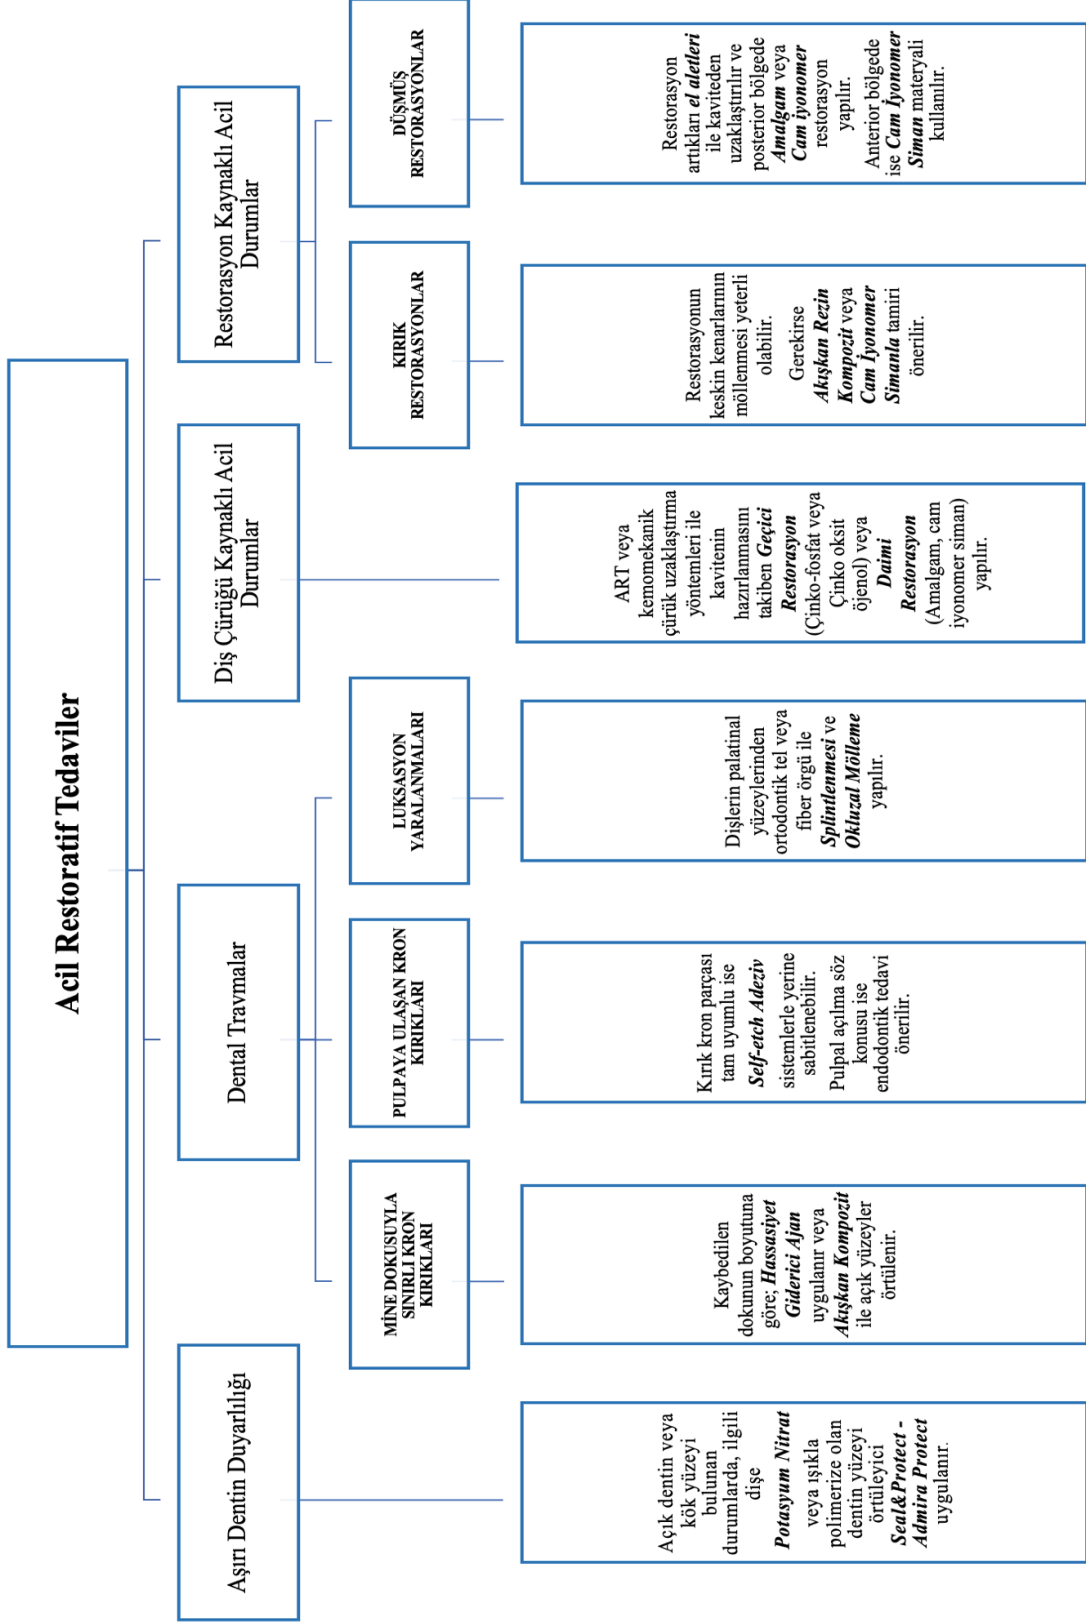 Acil Restoratif Tedaviler
Aşırı Dentin Duyarlılığı
Açık dentin veya
kök yüzeyi
bulunan
durumlarda, ilgili
dişe
Potasyum Nitrat
veya ışıkla
polimerize olan
dentin yüzeyi
örtüleyici
Seal&Protect -
Admira Protect
uygulanır.
Dental Travmalar
MİNE DOKUSUYLA
SINIRLI KRON
KIRIKLARI
Kaybedilen
dokunun boyutuna
göre; Hassasiyet
Giderici Ajan
uygulanır veya
Akışkan Kompozit
ile açık yüzeyler
örtülenir.
PULPAYA ULAŞAN KRON
KIRIKLARI
Kırık kron parçası
tam uyumlu ise
Self-etch Adeziv
sistemlerle yerine
sabitlenebilir.
Pulpal açılma söz
konusu ise
endodontik tedavi
önerilir.
LUKSASYON
YARALANMALARI
Dişlerin palatinal
yüzeylerinden
ortodontik tel veya
fiber örgü ile
Splintlenmesi ve
Okluzal Mölleme
yapılır.
Diş Çürüğü Kaynaklı Acil
Durumlar
ART veya
kemomekanik
çürük uzaklaştırma
yöntemleri ile
kavitenin
hazırlanmasını
takiben Geçici
Restorasyon
(Çinko-fosfat veya
Çinko oksit
öjenol) veya
Daimi
Restorasyon
(Amalgam, cam
iyonomer siman)
yapılır.
Restorasyon Kaynaklı Acil
Durumlar
KIRIK
RESTORASYONLAR
Restorasyonun
keskin kenarlarının
möllenmesi yeterli
olabilir.
Gerekirse
Akışkan Rezin
Kompozit veya
Cam İyonomer
Simanla tamiri
önerilir.
DÜŞMÜŞ
RESTORASYONLAR
Restorasyon
artıkları el aletleri
ile kaviteden
uzaklaştırılır ve
posterior bölgede
Amalgam veya
Cam iyonomer
restorasyon
yapılır.
Anterior bölgede
ise Cam İyonomer
Siman materyali
kullanılır.